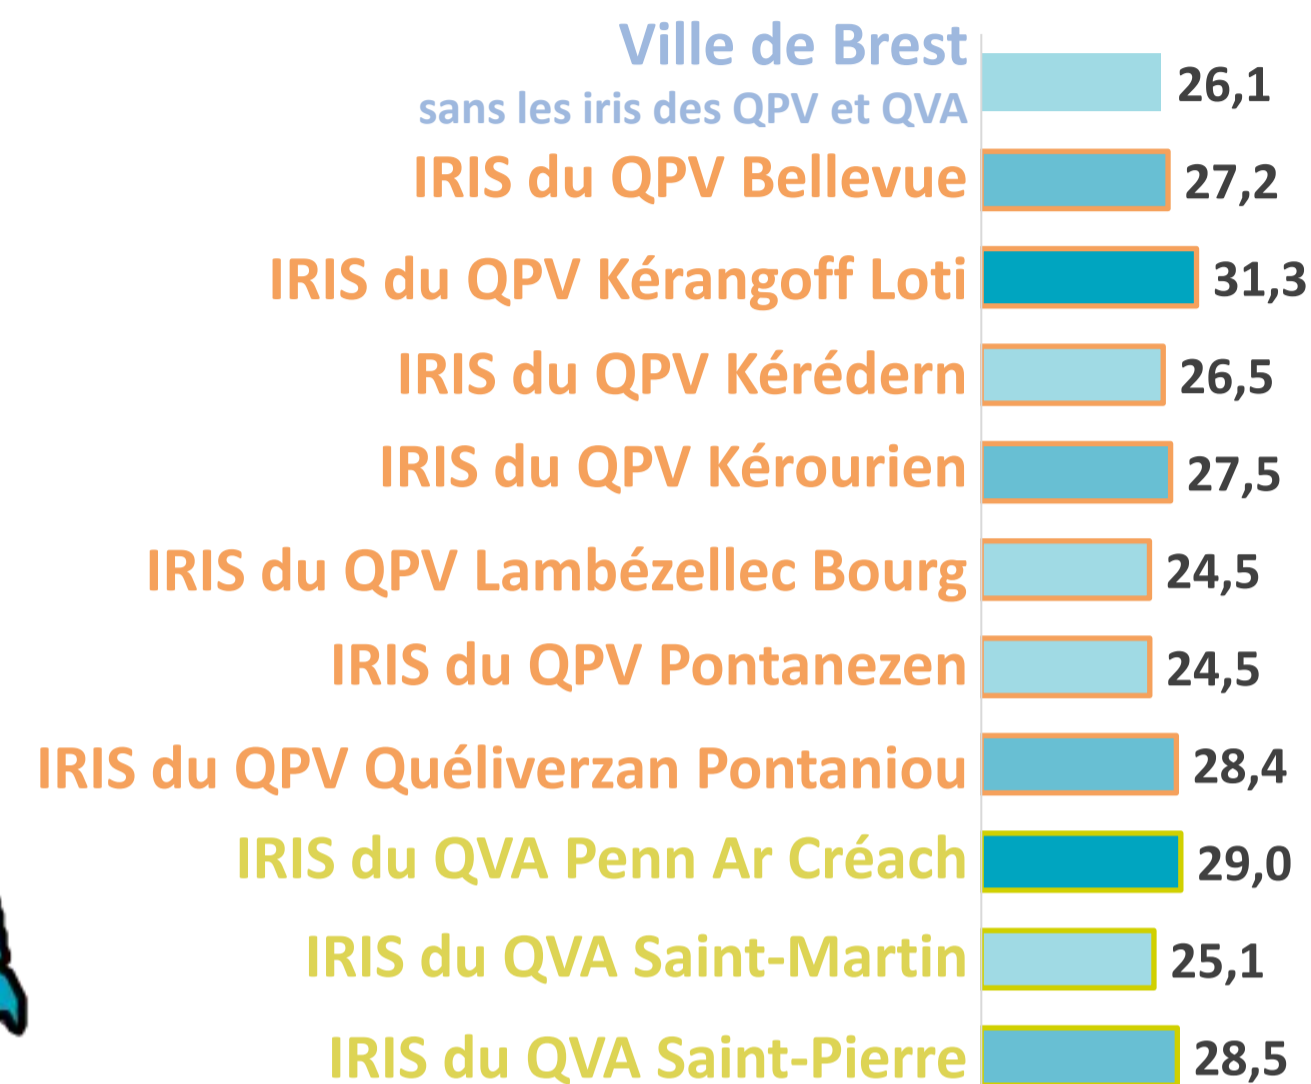 Ville de Brest
sans les iris des QPV et QVA
26,1
IRIS du QPV Bellevue 27,2
IRIS du QPV Kérangoff Loti 31,3
IRIS du QPV Kérédern 26,5
IRIS du QPV Kérourien 27,5
IRIS du QPV Lambézellec Bourg 24,5
IRIS du QPV Pontanezen 24,5
IRIS du QPV Quéliverzan Pontaniou 28,4
IRIS du QVA Penn Ar Créach 29,0
IRIS du QVA Saint-Martin 25,1
IRIS du QVA Saint-Pierre 28,5